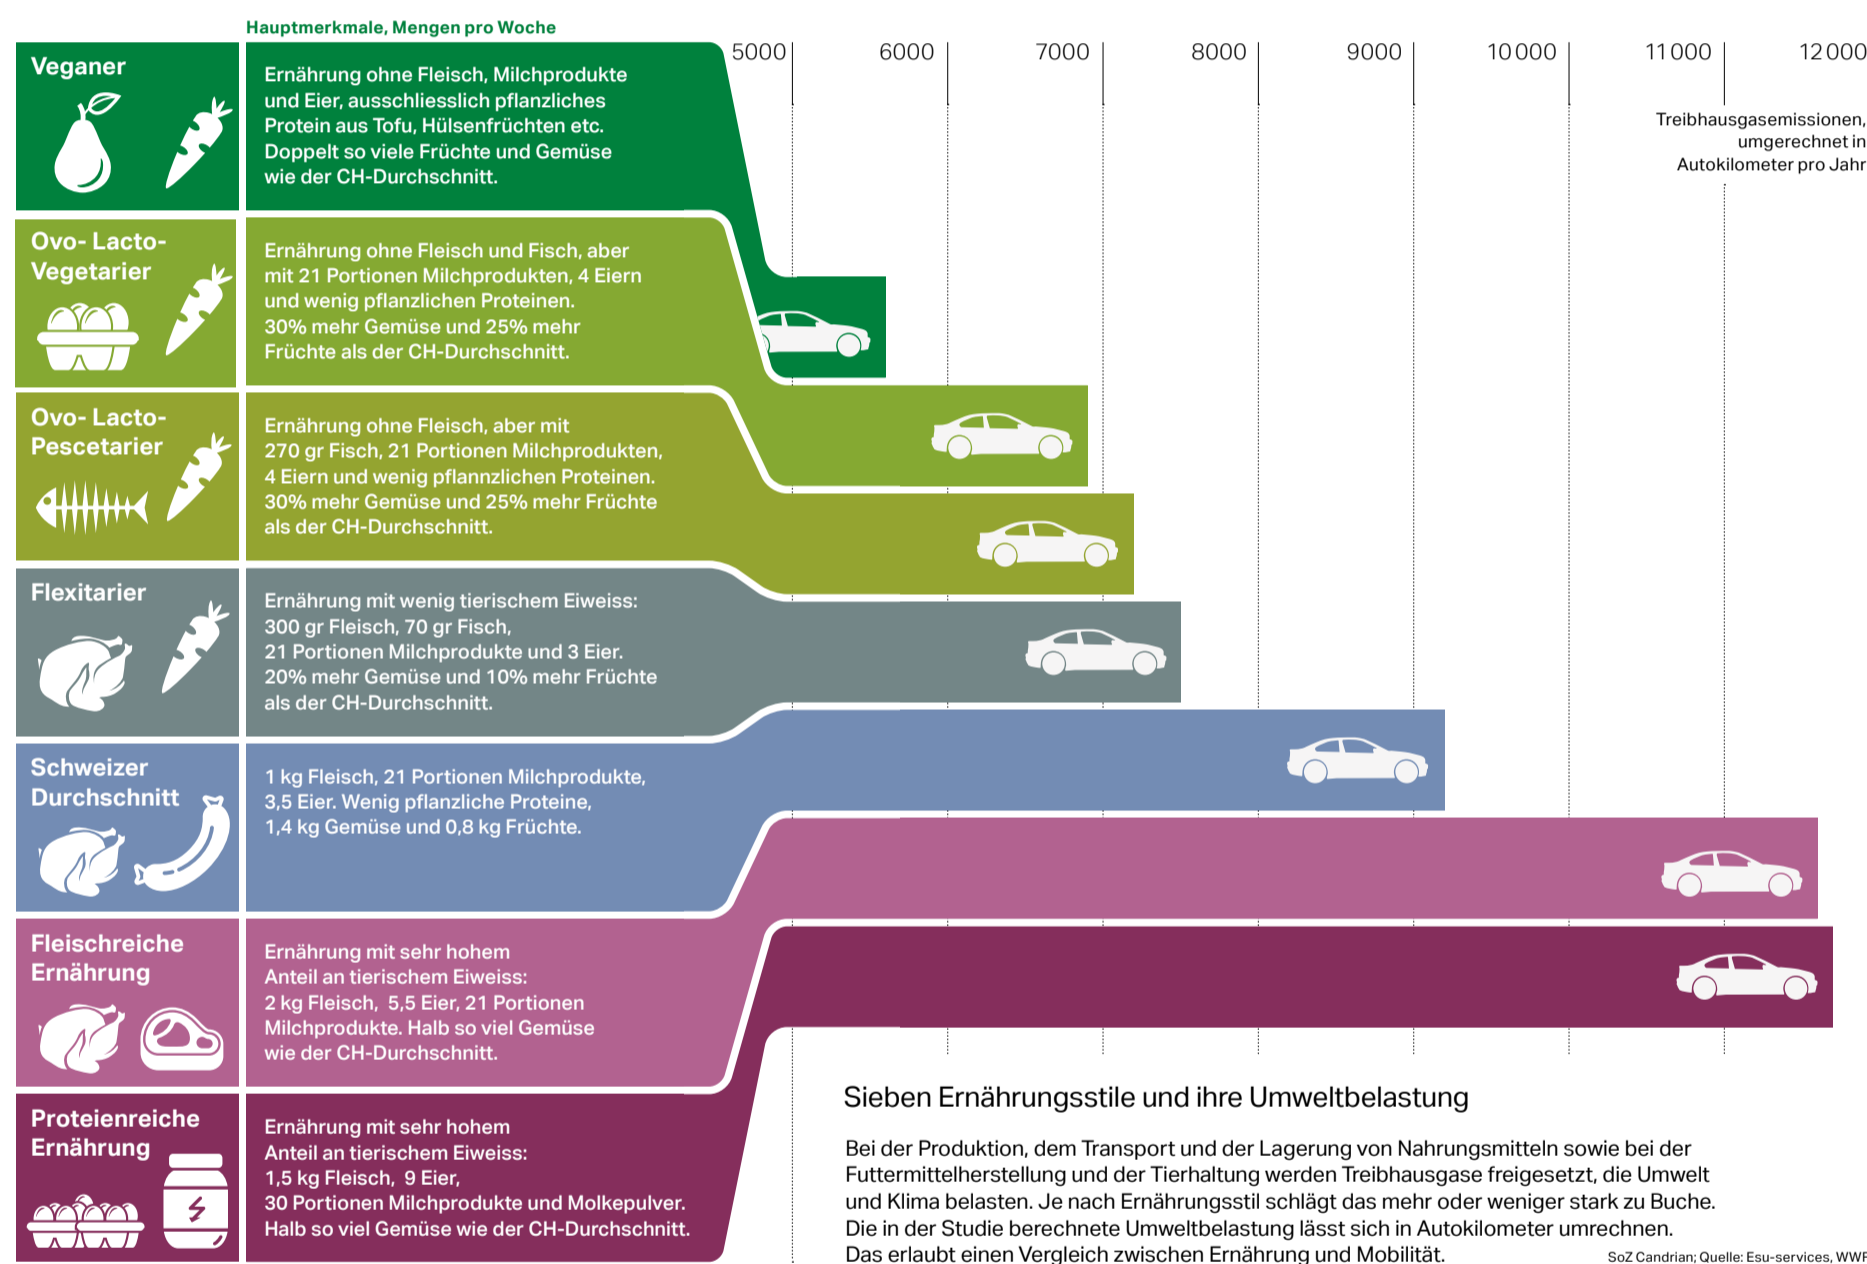 Hauptmerkmale, Mengen pro Woche
5000 6000 7000 8000 9000 10 000 11 000 12 000
Treibhausgasemissionen,
umgerechnet in
Autokilometer pro Jahr
Veganer
Ernährung ohne Fleisch, Milchprodukte
und Eier, ausschliesslich pflanzliches
Protein aus Tofu, Hülsenfrüchten etc.
Doppelt so viele Früchte und Gemüse
wie der CH-Durchschnitt.
Ovo- Lacto-
Vegetarier
Ernährung ohne Fleisch und Fisch, aber
mit 21 Portionen Milchprodukten, 4 Eiern
und wenig pflanzlichen Proteinen.
30% mehr Gemüse und 25% mehr
Früchte als der CH-Durchschnitt.
Ovo- Lacto-
Pescetarier
Ernährung ohne Fleisch, aber mit
270 gr Fisch, 21 Portionen Milchprodukten,
4 Eiern und wenig pflannzlichen Proteinen.
30% mehr Gemüse und 25% mehr Früchte
als der CH-Durchschnitt.
Flexitarier
Ernährung mit wenig tierischem Eiweiss:
300 gr Fleisch, 70 gr Fisch,
21 Portionen Milchprodukte und 3 Eier.
20% mehr Gemüse und 10% mehr Früchte
als der CH-Durchschnitt.
Schweizer
Durchschnitt
1 kg Fleisch, 21 Portionen Milchprodukte,
3,5 Eier. Wenig pflanzliche Proteine,
1,4 kg Gemüse und 0,8 kg Früchte.
Fleischreiche
Ernährung
Ernährung mit sehr hohem
Anteil an tierischem Eiweiss:
2 kg Fleisch, 5,5 Eier, 21 Portionen
Milchprodukte. Halb so viel Gemüse
wie der CH-Durchschnitt.
Proteienreiche
Ernährung
Ernährung mit sehr hohem
Anteil an tierischem Eiweiss:
1,5 kg Fleisch, 9 Eier,
30 Portionen Milchprodukte und Molkepulver.
Halb so viel Gemüse wie der CH-Durchschnitt.
Sieben Ernährungsstile und ihre Umweltbelastung
Bei der Produktion, dem Transport und der Lagerung von Nahrungsmitteln sowie bei der
Futtermittelherstellung und der Tierhaltung werden Treibhausgase freigesetzt, die Umwelt
und Klima belasten. Je nach Ernährungsstil schlägt das mehr oder weniger stark zu Buche.
Die in der Studie berechnete Umweltbelastung lässt sich in Autokilometer umrechnen.
Das erlaubt einen Vergleich zwischen Ernährung und Mobilität.
SoZ Candrian; Quelle: Esu-services, WWF